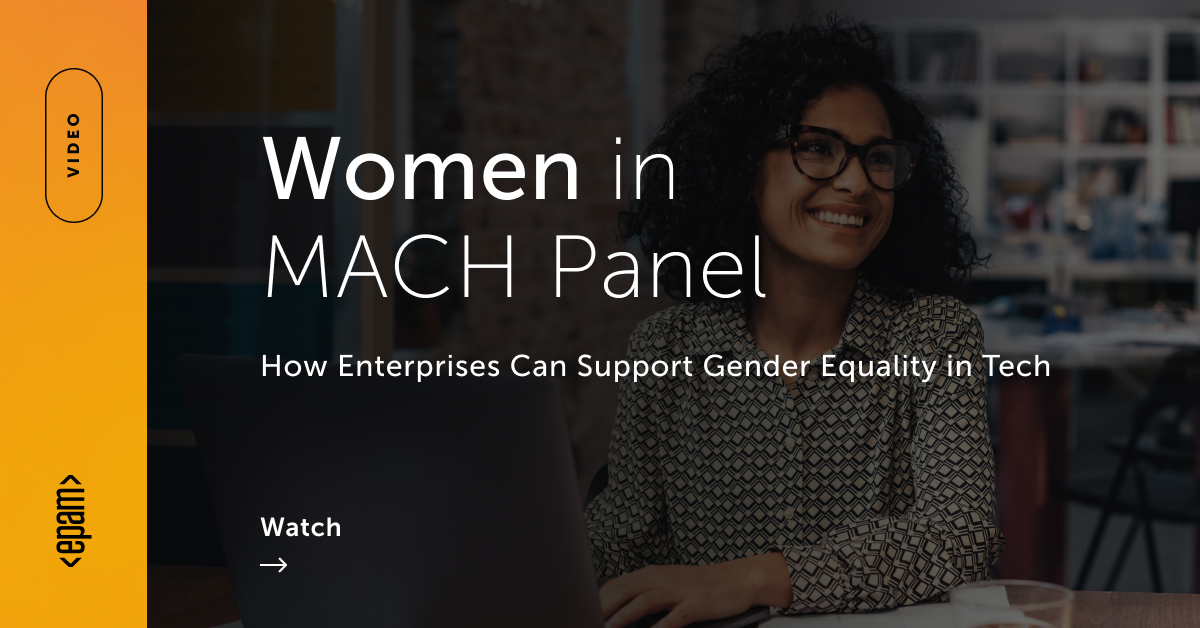 VIDEO
Women in
MACH Panel
How Enterprises Can Support Gender Equality in Tech
Watch
<epam>